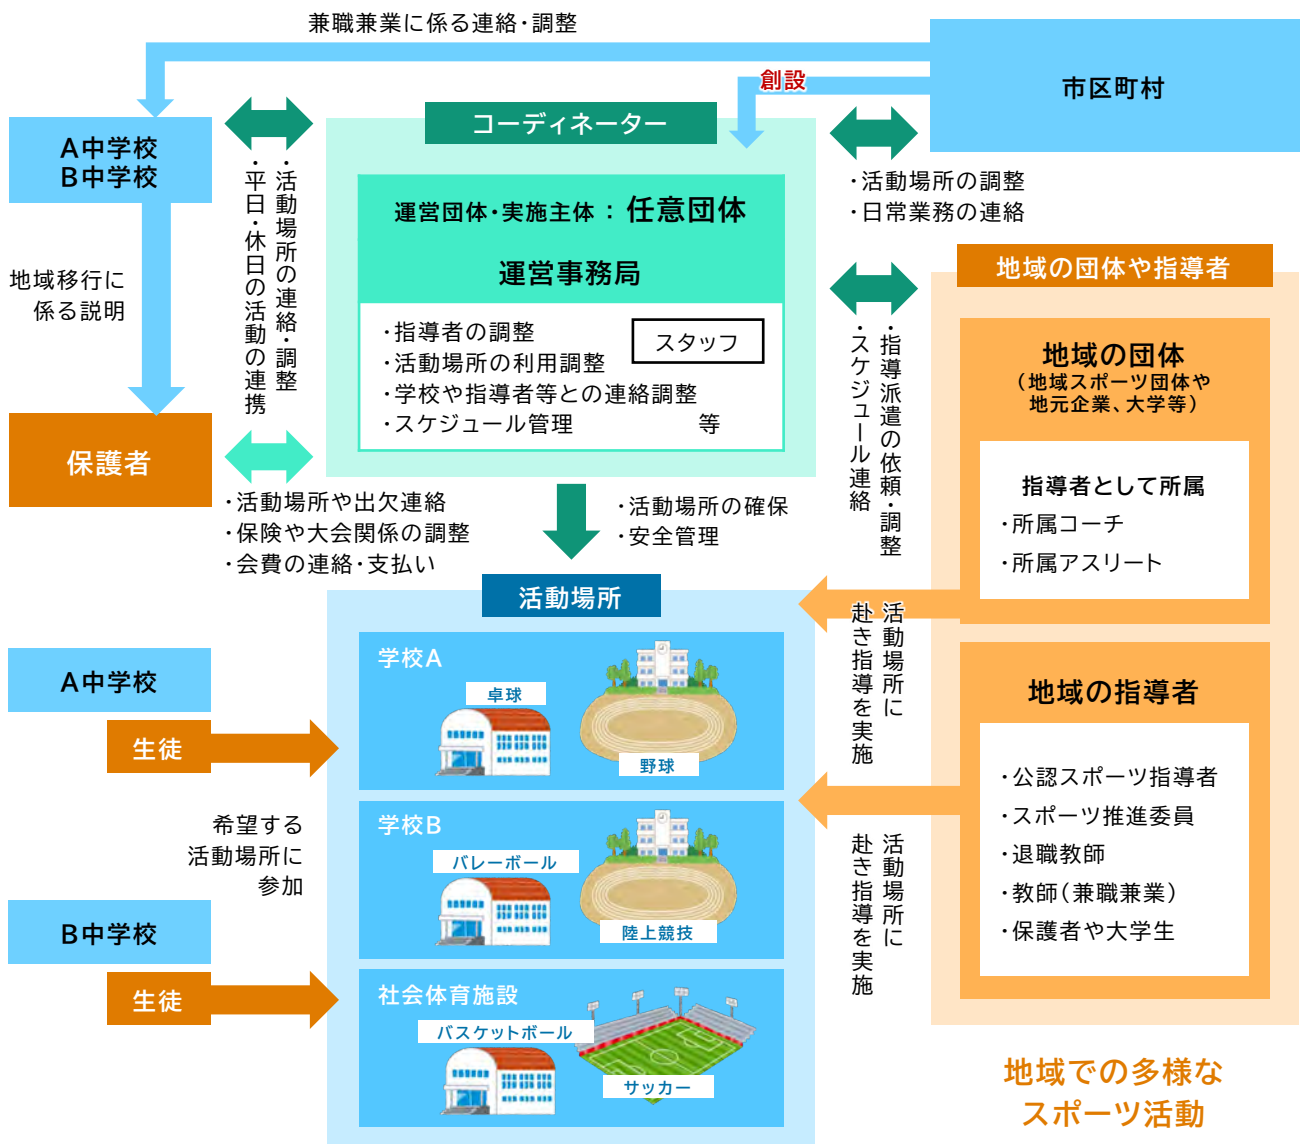 兼職兼業に係る連絡・調整
市区町村
創設
コーディネーター
A中学校
B中学校
・活動場所の連絡・調整
・平日・休日の活動の連携
運営団体・実施主体：任意団体
運営事務局
・指導者の調整
・活動場所の利用調整
・学校や指導者等との連絡調整
・スケジュール管理 等
スタッフ
・活動場所の調整
・日常業務の連絡
地域移行に
係る説明
保護者
・活動場所や出欠連絡
・保険や大会関係の調整
・会費の連絡・支払い
・活動場所の確保
・安全管理
・指導派遣の依頼・調整
・スケジュール連絡
地域の団体や指導者
地域の団体
（地域スポーツ団体や
地元企業、大学等）
指導者として所属
・所属コーチ
・所属アスリート
活動場所に
赴き指導を実施
地域の指導者
・公認スポーツ指導者
・スポーツ推進委員
・退職教師
・教師（兼職兼業）
・保護者や大学生
活動場所に
赴き指導を実施
活動場所
学校A
卓球
野球
学校B
バレーボール
陸上競技
社会体育施設
バスケットボール
サッカー
A中学校
生徒
希望する
活動場所に
参加
B中学校
生徒
地域での多様な
スポーツ活動